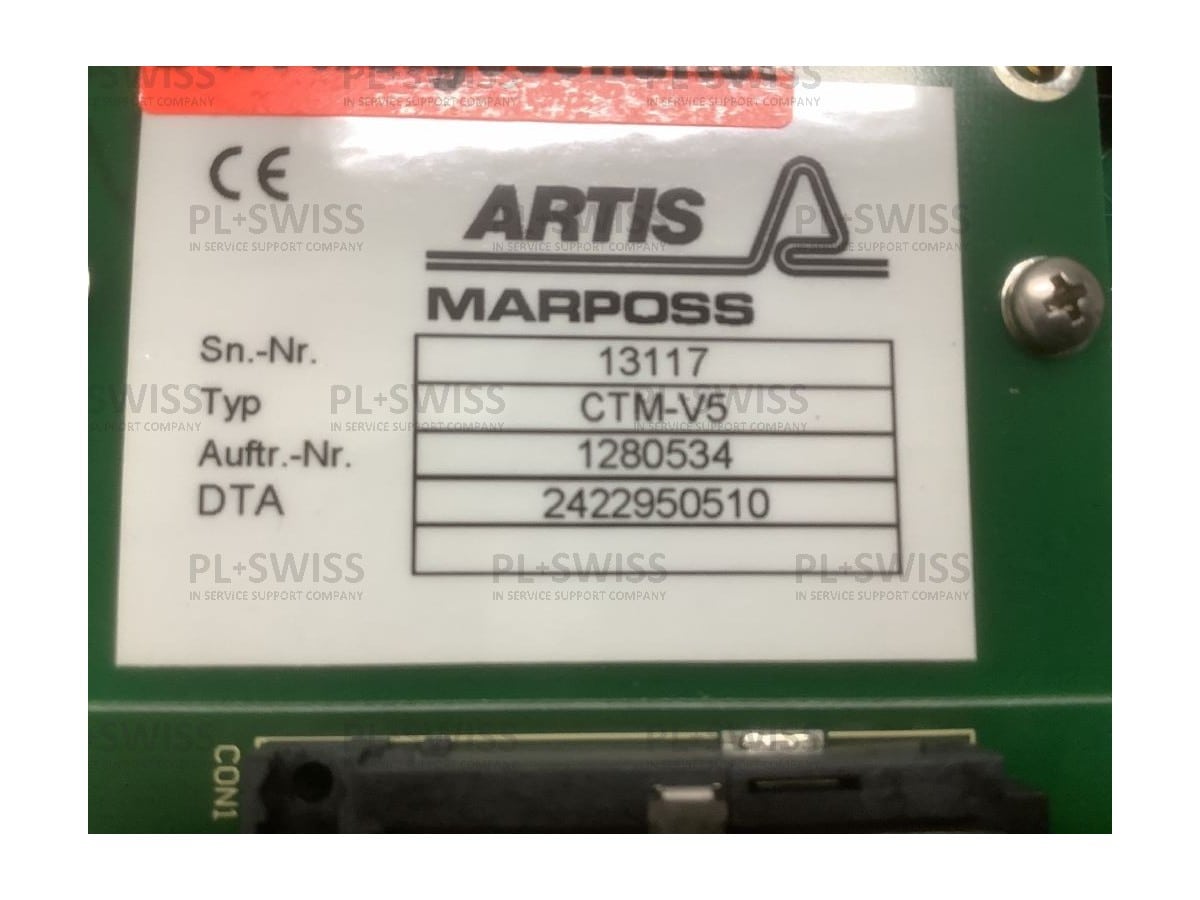 CE
ARTIS
MARPOSS
Sn.-Nr. 13117
Typ CTM-V5
Auftr.-Nr. 1280534
DTA 2422950510
CON1
PL+SWISS
IN SERVICE SUPPORT COMPANY